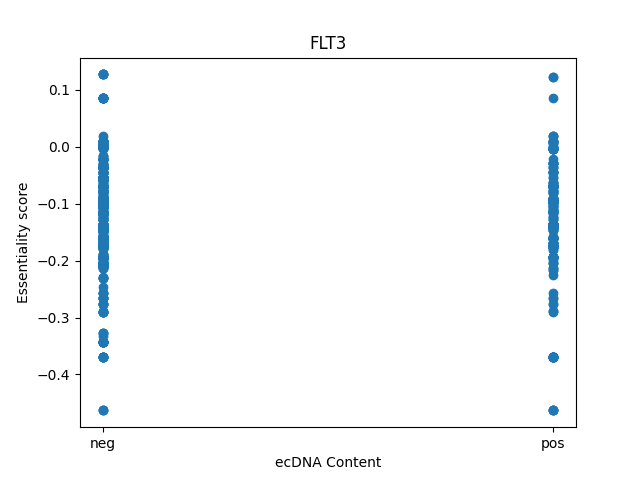 FLT3
0.1
0.0
−0.1
−0.2
−0.3
−0.4
Essentiality score
neg
pos
ecDNA Content